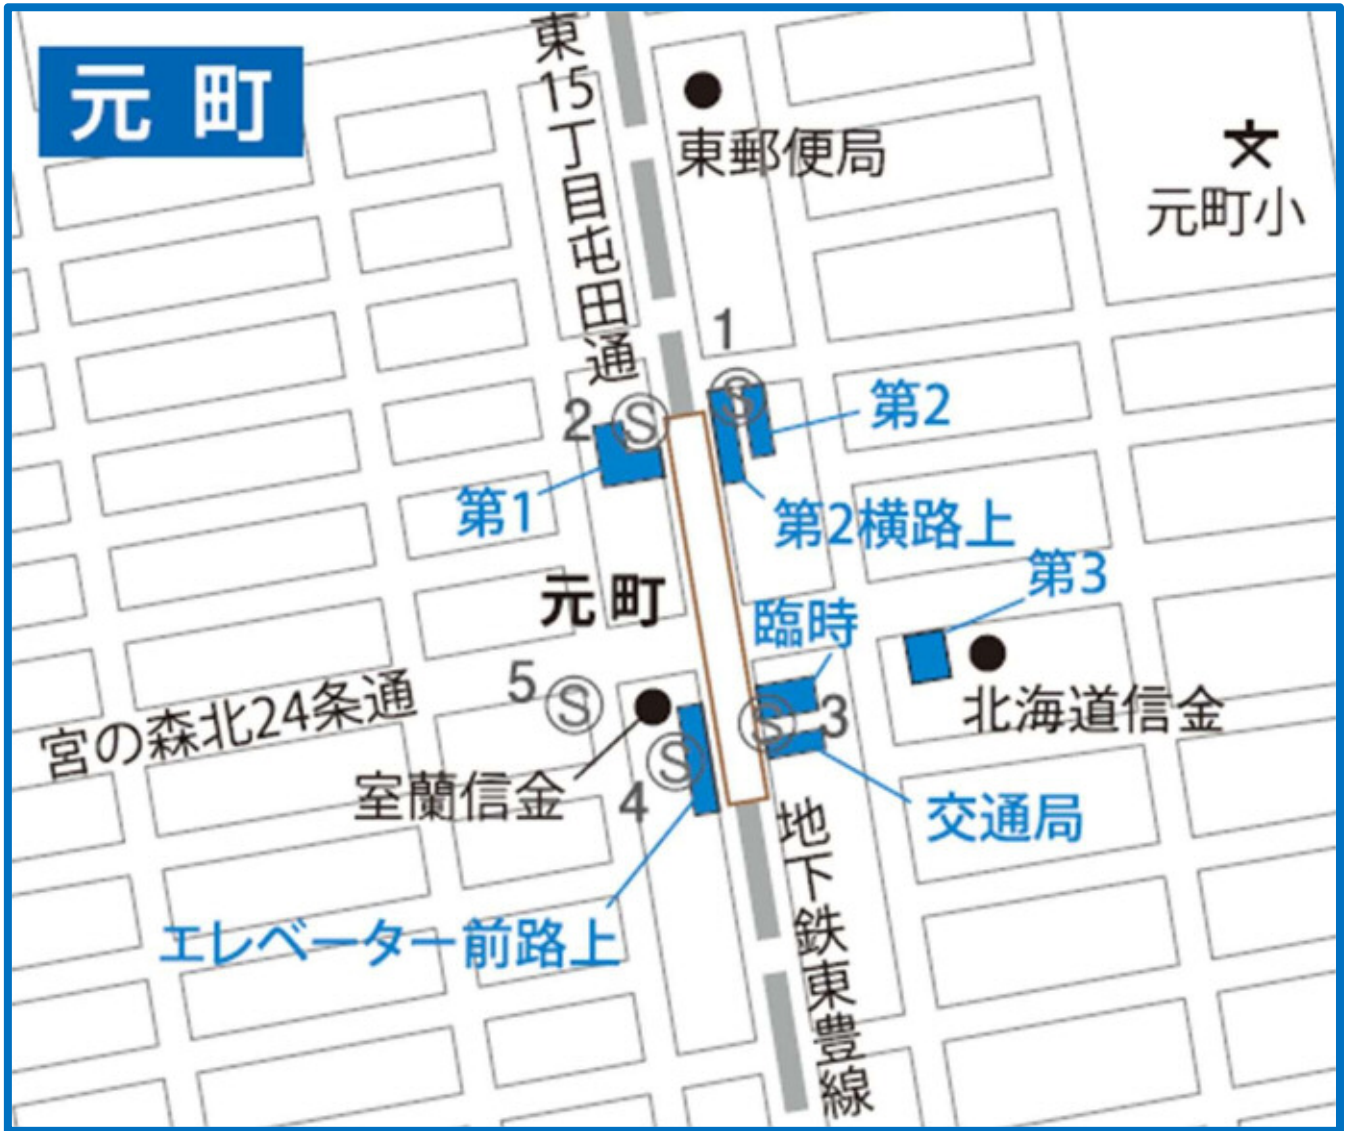 元町
東15丁目屯田通
東郵便局
元町小
1
2
S
S
第2
第1
第2横路上
元町
第3
臨時
5
S
北海道信金
宮の森北24条通
S
3
室蘭信金
S
4
交通局
地下鉄東豊線
エレベーター前路上